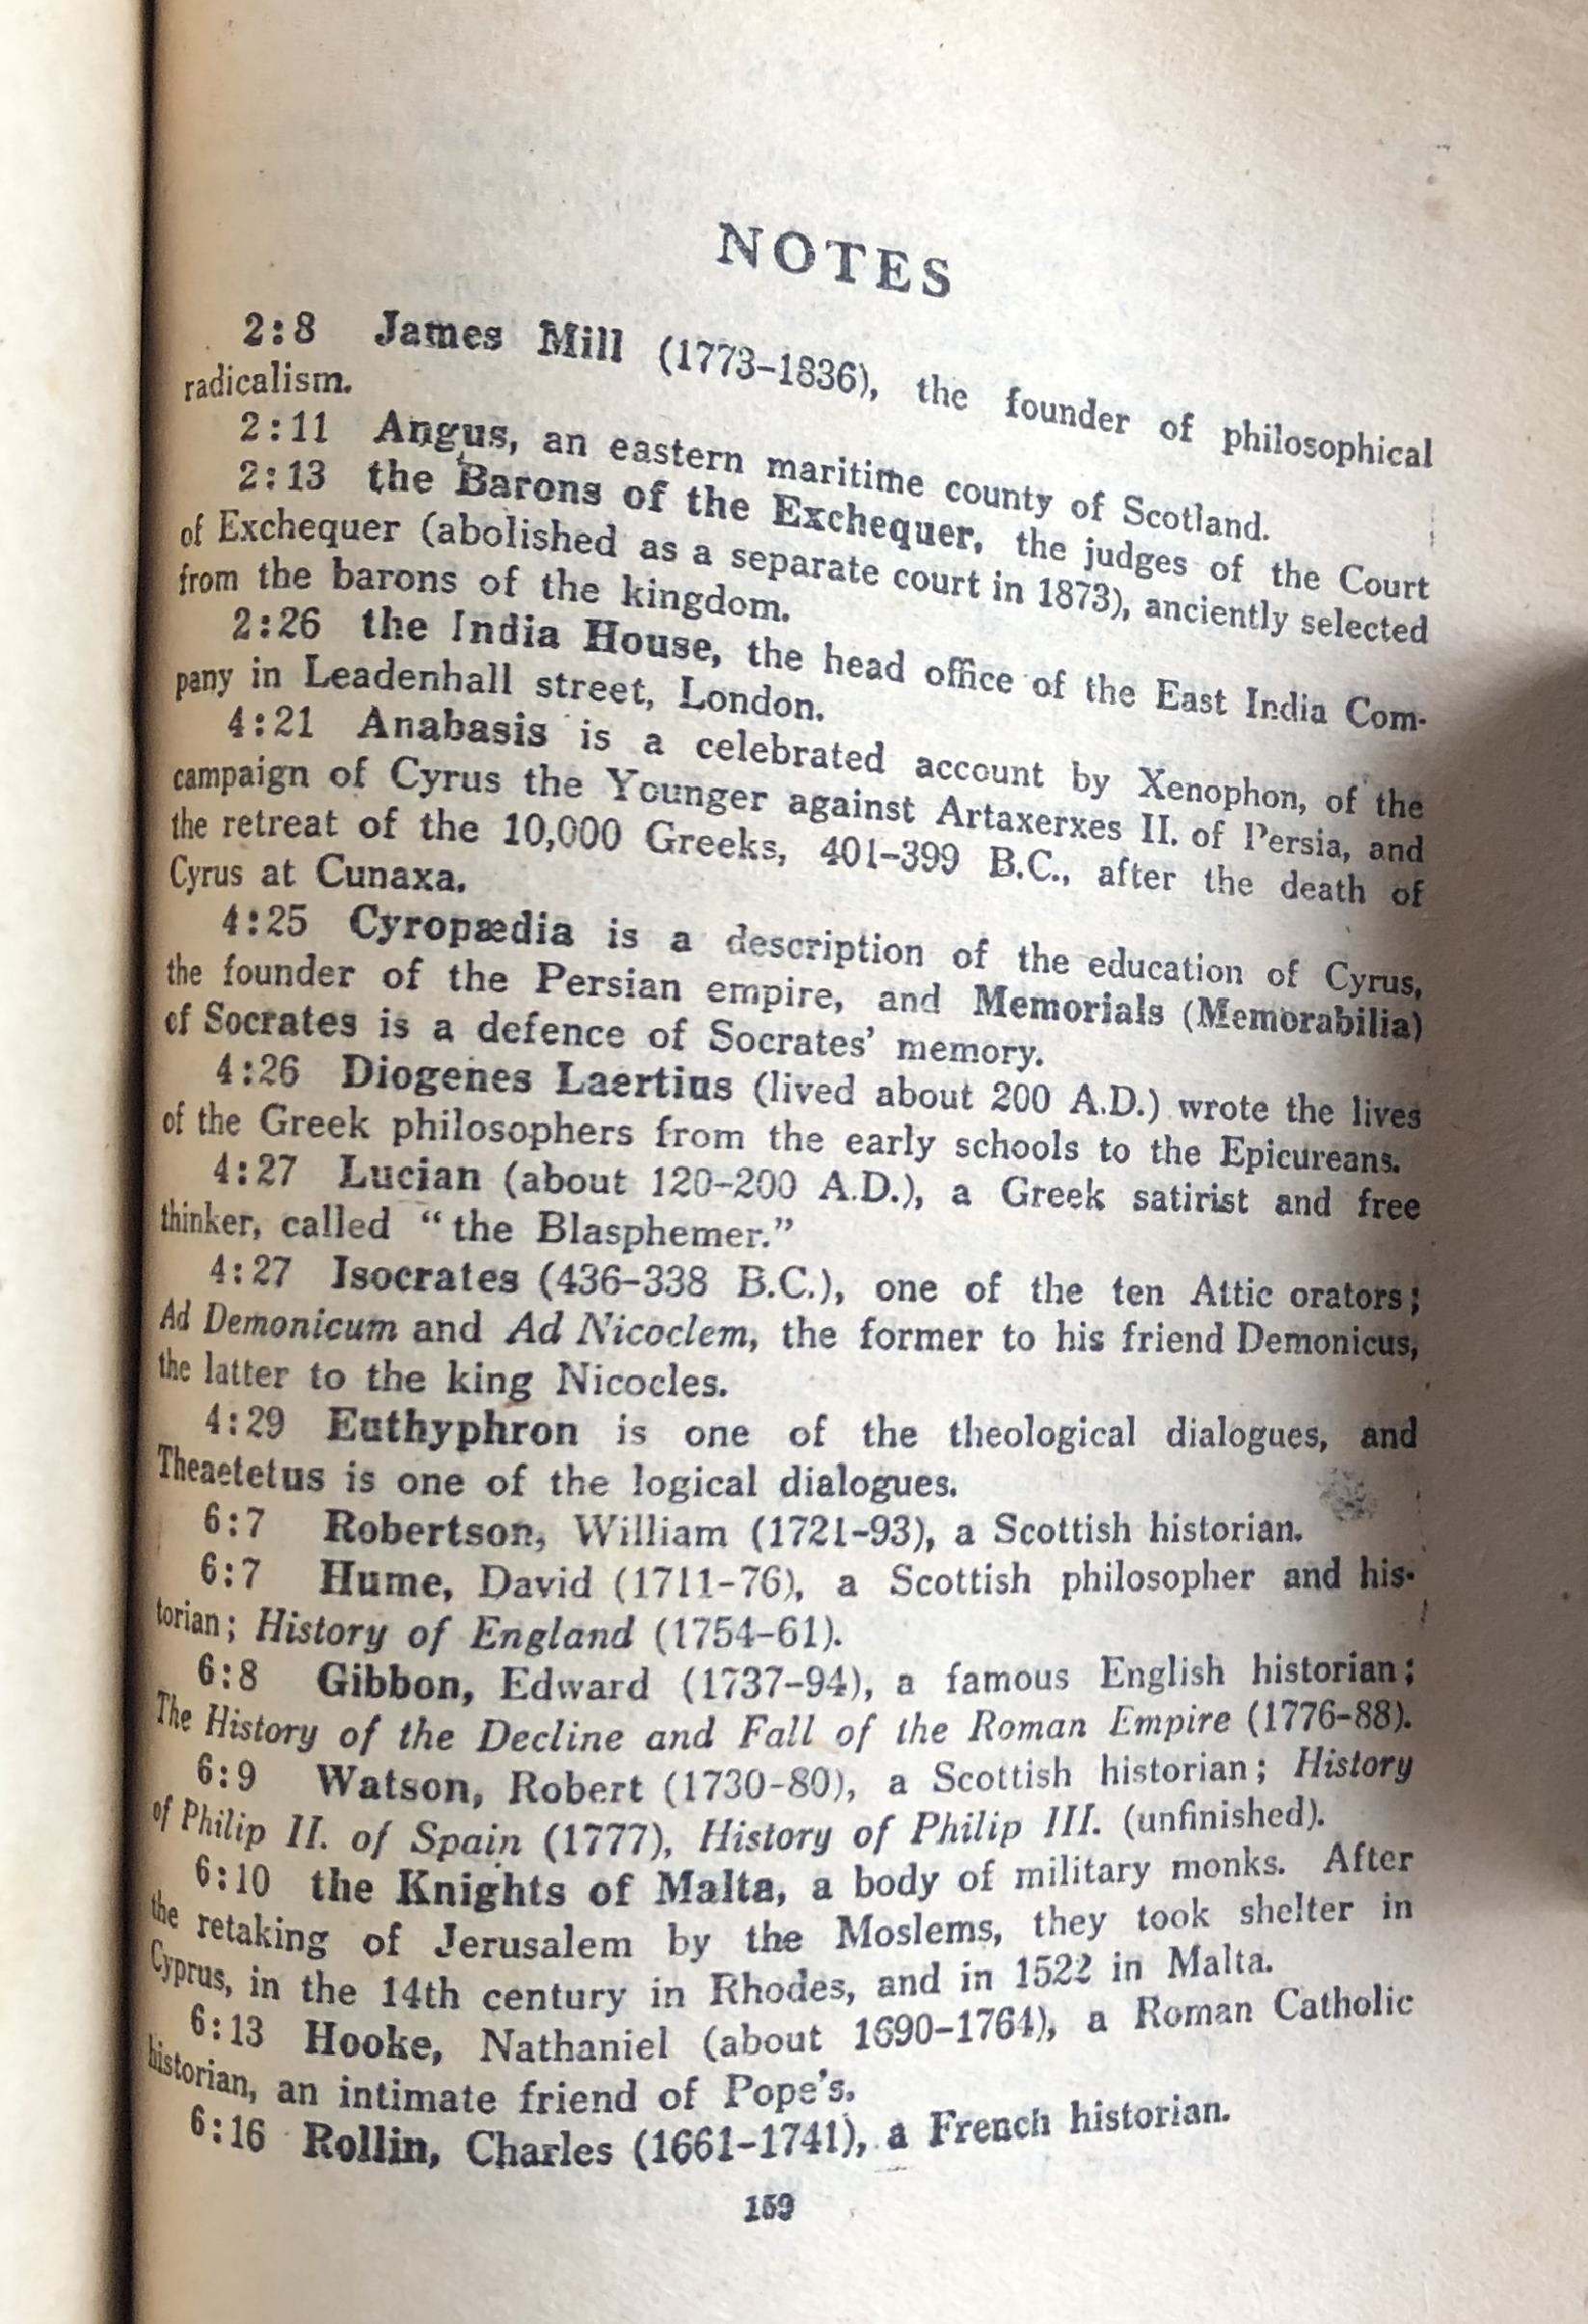 NOTES
2:8 James Mill (1773–1836), the founder of philosophical
radicalism.
2:11 Angus, an eastern maritime county of Scotland.
2:13 the Barons of the Exchequer, the judges of the Court
of Exchequer (abolished as a separate court in 1873), anciently selected
from the barons of the kingdom.
2:26 the India House, the head office of the East India Com-
pany in Leadenhall street, London.
4:21 Anabasis is a celebrated account by Xenophon, of the
campaign of Cyrus the Younger against Artaxerxes II. of Persia, and
the retreat of the 10,000 Greeks, 401–399 B.C., after the death of
Cyrus at Cunaxa.
4:25 Cyropædia is a description of the education of Cyrus,
the founder of the Persian empire, and Memorials (Memorabilia)
of Socrates is a defence of Socrates' memory.
4:26 Diogenes Laertius (lived about 200 A.D.) wrote the lives
of the Greek philosophers from the early schools to the Epicureans.
4:27 Lucian (about 120–200 A.D.), a Greek satirist and free
thinker, called "the Blasphemer."
4:27 Isocrates (436–338 B.C.), one of the ten Attic orators;
Ad Demonicum and Ad Nicoclem, the former to his friend Demonicus,
the latter to the king Nicocles.
4:29 Euthyphron is one of the theological dialogues, and
Theaetetus is one of the logical dialogues.
6:7 Robertson, William (1721–93), a Scottish historian.
6:7 Hume, David (1711–76), a Scottish philosopher and his-
torian; History of England (1754–61).
6:8 Gibbon, Edward (1737–94), a famous English historian;
The History of the Decline and Fall of the Roman Empire (1776–88).
6:9 Watson, Robert (1730–80), a Scottish historian; History
of Philip II. of Spain (1777), History of Philip III. (unfinished).
6:10 the Knights of Malta, a body of military monks. After
the retaking of Jerusalem by the Moslems, they took shelter in
Cyprus, in the 14th century in Rhodes, and in 1522 in Malta.
6:13 Hooke, Nathaniel (about 1690–1764), a Roman Catholic
historian, an intimate friend of Pope's.
6:16 Rollin, Charles (1661–1741), a French historian.
159